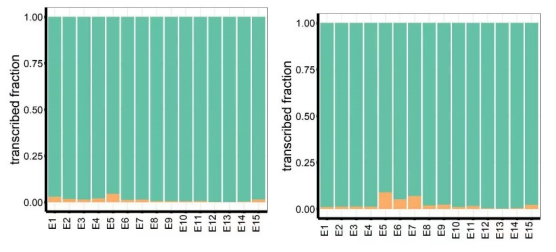 transcribed fraction
1.00
0.75
0.50
0.25
0.00
E1
E2
E3
E4
E5
E6
E7
E8
E9
E10
E11
E12
E13
E14
E15
transcribed fraction
1.00
0.75
0.50
0.25
0.00
E1
E2
E3
E4
E5
E6
E7
E8
E9
E10
E11
E12
E13
E14
E15